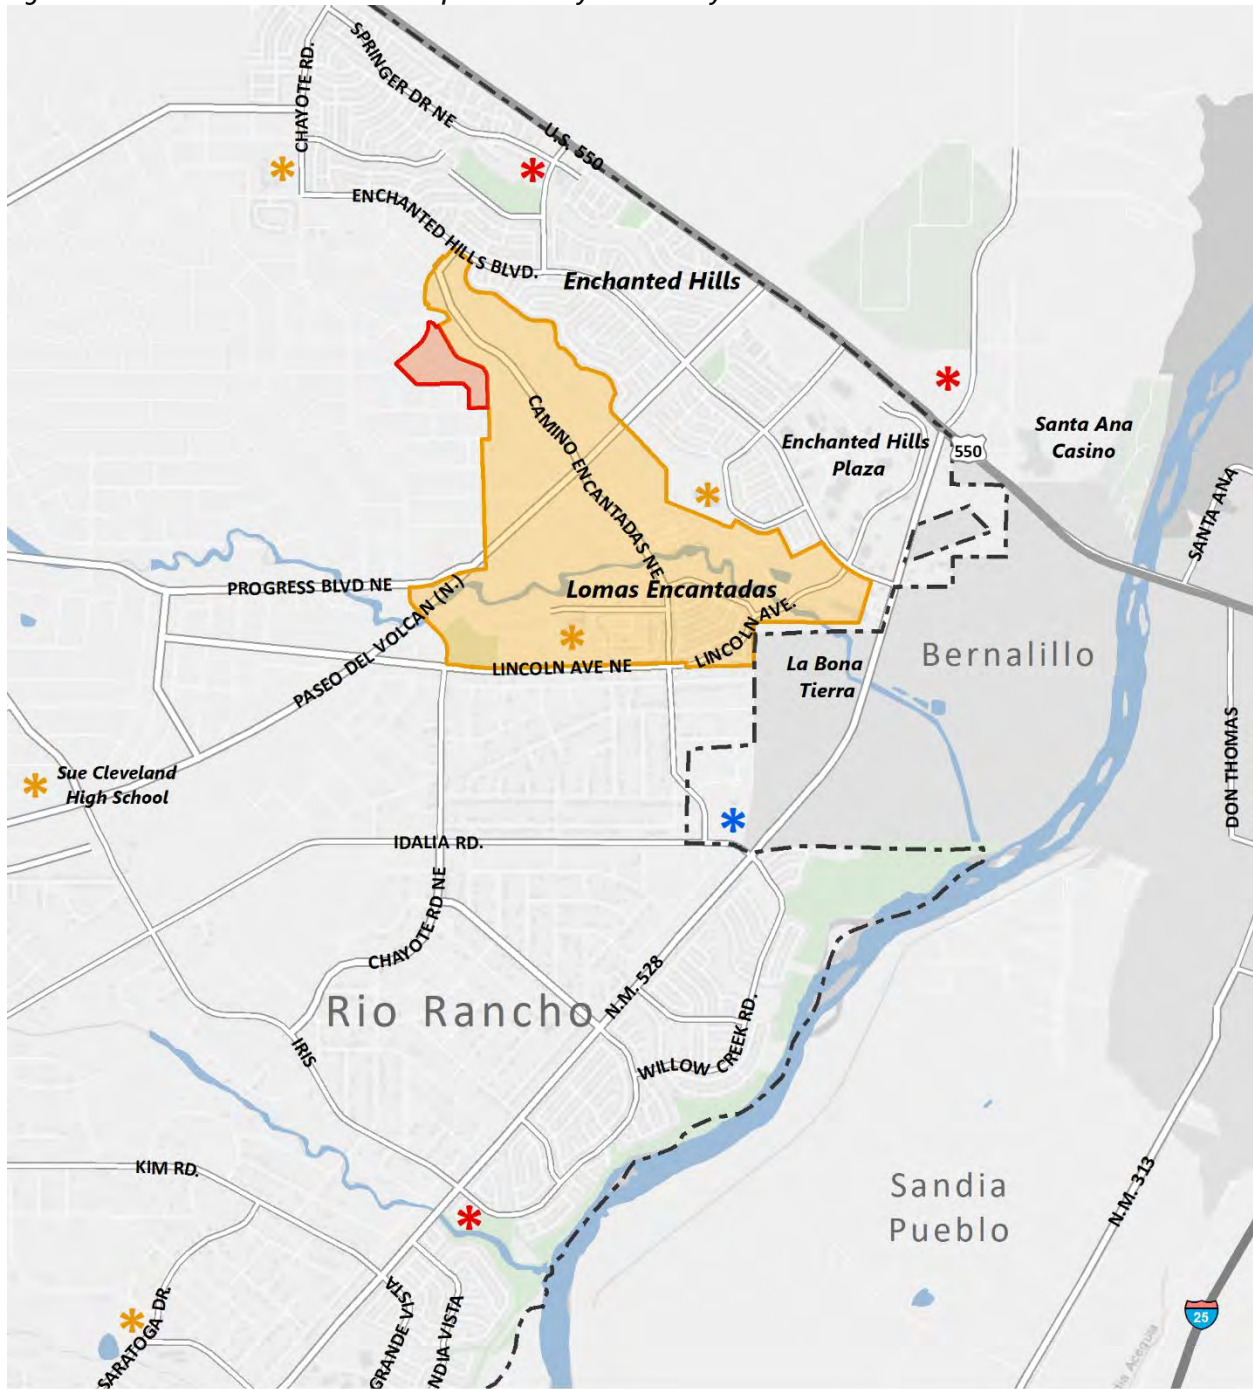 CHAYOTE RD.
SPRINGER DR NE
U.S. 550
ENCHANTED HILLS BLVD.
Enchanted Hills
CAMINO ENCANTADAS NE
Enchanted Hills
Plaza
550
Santa Ana
Casino
SANTA ANA
PROGRESS BLVD NE
PASEO DEL VOLCAN (N.)
Lomas Encantadas
LINCOLN AVE.
LINCOLN AVE NE
La Bona
Tierra
Bernalillo
DON THOMAS
Sue Cleveland
High School
IDALIA RD.
CHAYOTE RD NE
Rio Rancho
N.M. 528
IRIS
WILLOW CREEK RD.
KIM RD.
Sandia
Pueblo
N.M. 313
SARATOGA DR.
GRANDE VISTA
NDIA VISTA
25
Acequia